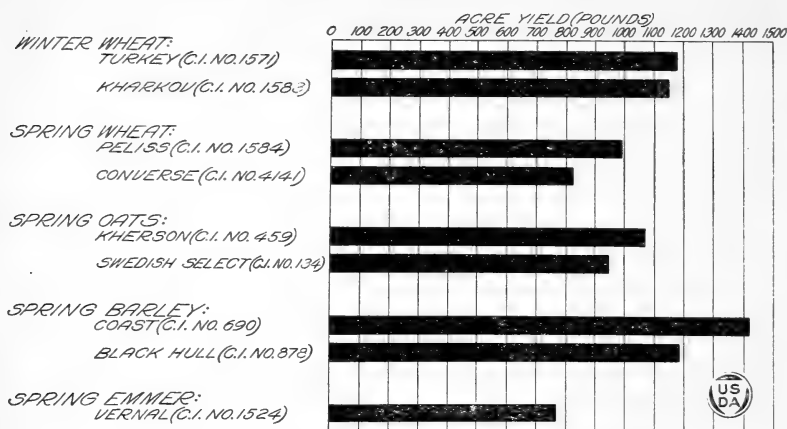 ACRE YIELD (POUNDS)
0 100 200 300 400 500 600 700 800 900 1000 1100 1200 1300 1400 1500
WINTER WHEAT:
TURKEY (C.I. NO. 1571)
KHARKOV (C.I. NO. 1583)
SPRING WHEAT:
PELISS (C.I. NO. 1584)
CONVERSE (C.I. NO. 4141)
SPRING OATS:
KHERSON (C.I. NO. 459)
SWEDISH SELECT (C.I. NO. 134)
SPRING BARLEY:
COAST (C.I. NO. 690)
BLACK HULL (C.I. NO. 878)
US
DA
SPRING EMMER:
VERNAL (C.I. NO. 1524)